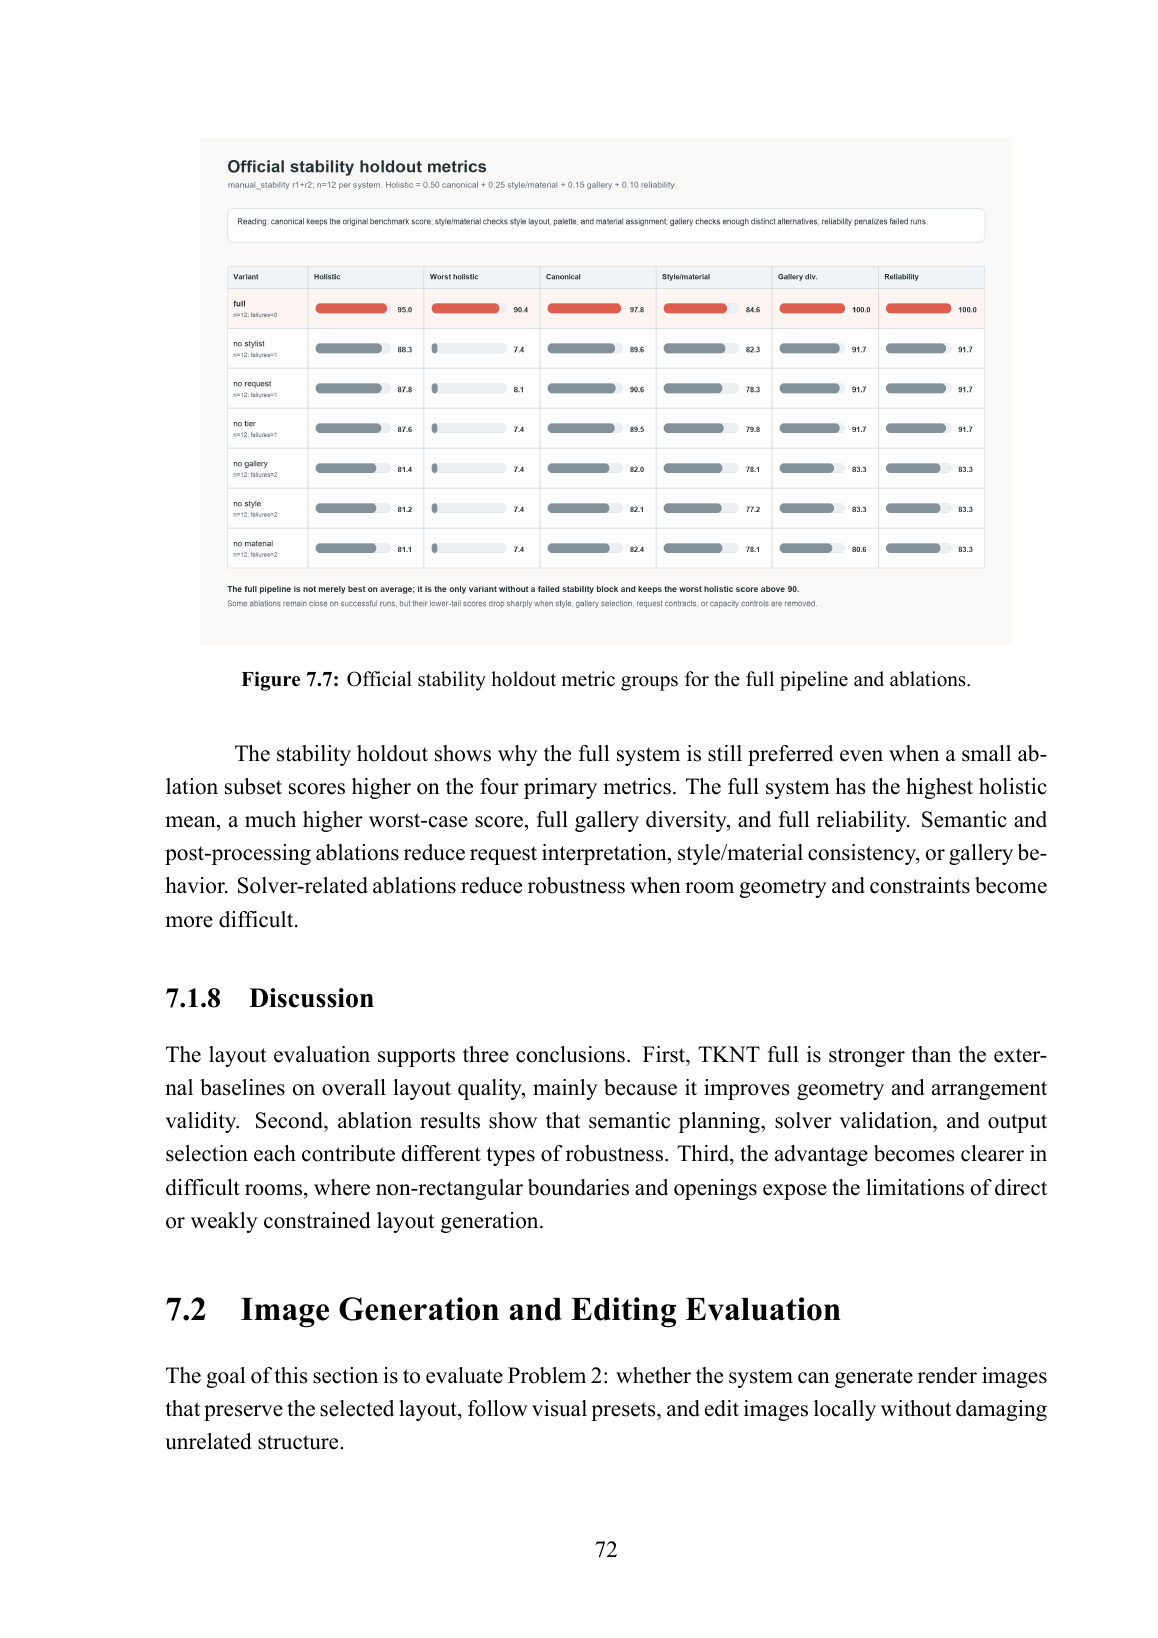 Official stability holdout metrics
manual_stability r1+r2; n=12 per system. Holistic = 0.50 canonical + 0.25 style/material + 0.15 gallery + 0.10 reliability.
Reading: canonical keeps the original benchmark score; style/material checks style layout, palette, and material assignment; gallery checks enough distinct alternatives; reliability penalizes failed runs.
Variant Holistic Worst holistic Canonical Style/material Gallery div. Reliability
full
n=12; failures=0
95.0 90.4 97.8 84.6 100.0 100.0
no stylist
n=12; failures=1
88.3 7.4 89.6 82.3 91.7 91.7
no request
n=12; failures=1
87.8 8.1 90.6 78.3 91.7 91.7
no tier
n=12; failures=1
87.6 7.4 89.5 79.8 91.7 91.7
no gallery
n=12; failures=2
81.4 7.4 82.0 78.1 83.3 83.3
no style
n=12; failures=2
81.2 7.4 82.1 77.2 83.3 83.3
no material
n=12; failures=2
81.1 7.4 82.4 78.1 80.6 83.3
The full pipeline is not merely best on average; it is the only variant without a failed stability block and keeps the worst holistic score above 90.
Some ablations remain close on successful runs, but their lower-tail scores drop sharply when style, gallery selection, request contracts, or capacity controls are removed.
Figure 7.7: Official stability holdout metric groups for the full pipeline and ablations.
The stability holdout shows why the full system is still preferred even when a small ab-
lation subset scores higher on the four primary metrics. The full system has the highest holistic
mean, a much higher worst-case score, full gallery diversity, and full reliability. Semantic and
post-processing ablations reduce request interpretation, style/material consistency, or gallery be-
havior. Solver-related ablations reduce robustness when room geometry and constraints become
more difficult.
7.1.8 Discussion
The layout evaluation supports three conclusions. First, TKNT full is stronger than the exter-
nal baselines on overall layout quality, mainly because it improves geometry and arrangement
validity. Second, ablation results show that semantic planning, solver validation, and output
selection each contribute different types of robustness. Third, the advantage becomes clearer in
difficult rooms, where non-rectangular boundaries and openings expose the limitations of direct
or weakly constrained layout generation.
7.2 Image Generation and Editing Evaluation
The goal of this section is to evaluate Problem 2: whether the system can generate render images
that preserve the selected layout, follow visual presets, and edit images locally without damaging
unrelated structure.
72